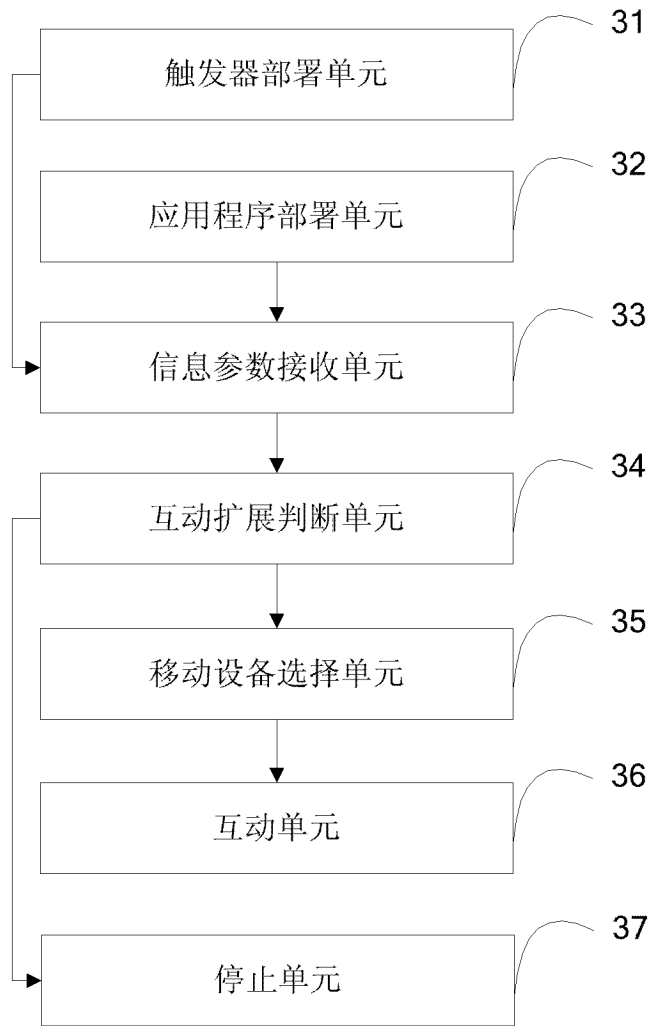 31
触发器部署单元
32
应用程序部署单元
33
信息参数接收单元
34
互动扩展判断单元
35
移动设备选择单元
36
互动单元
37
停止单元